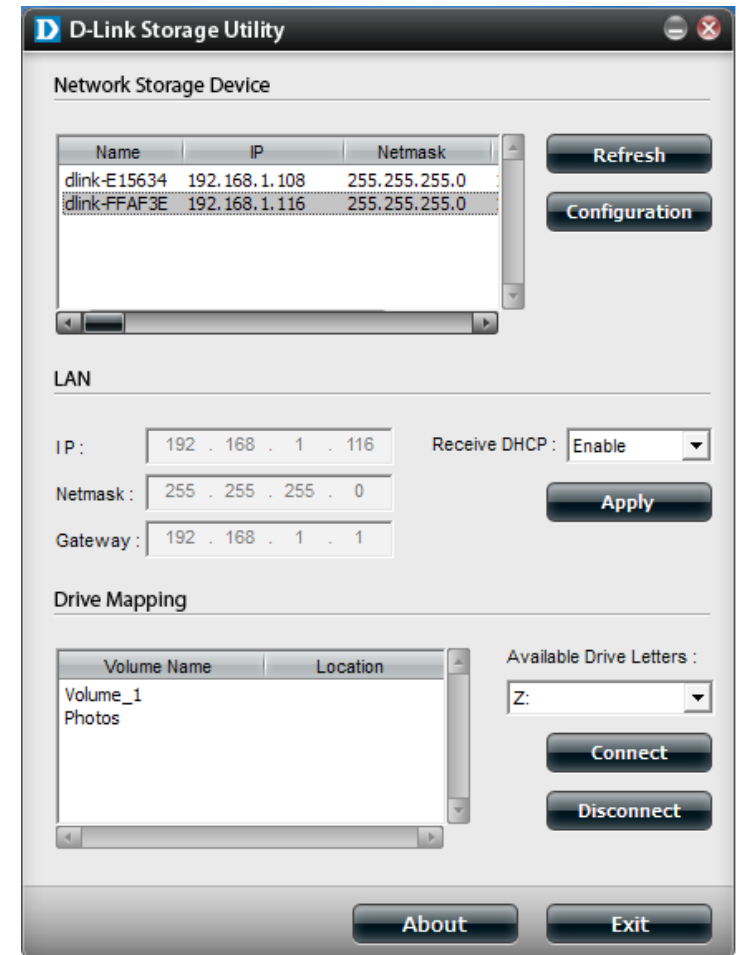 D D-Link Storage Utility
Network Storage Device
Name IP Netmask
dlink-E15634 192.168.1.108 255.255.255.0
dlink-FFAF3E 192.168.1.116 255.255.255.0
Refresh
Configuration
LAN
IP : 192 . 168 . 1 . 116
Receive DHCP : Enable
Netmask : 255 . 255 . 255 . 0
Apply
Gateway : 192 . 168 . 1 . 1
Drive Mapping
Volume Name Location
Volume_1
Photos
Available Drive Letters :
Z:
Connect
Disconnect
About Exit